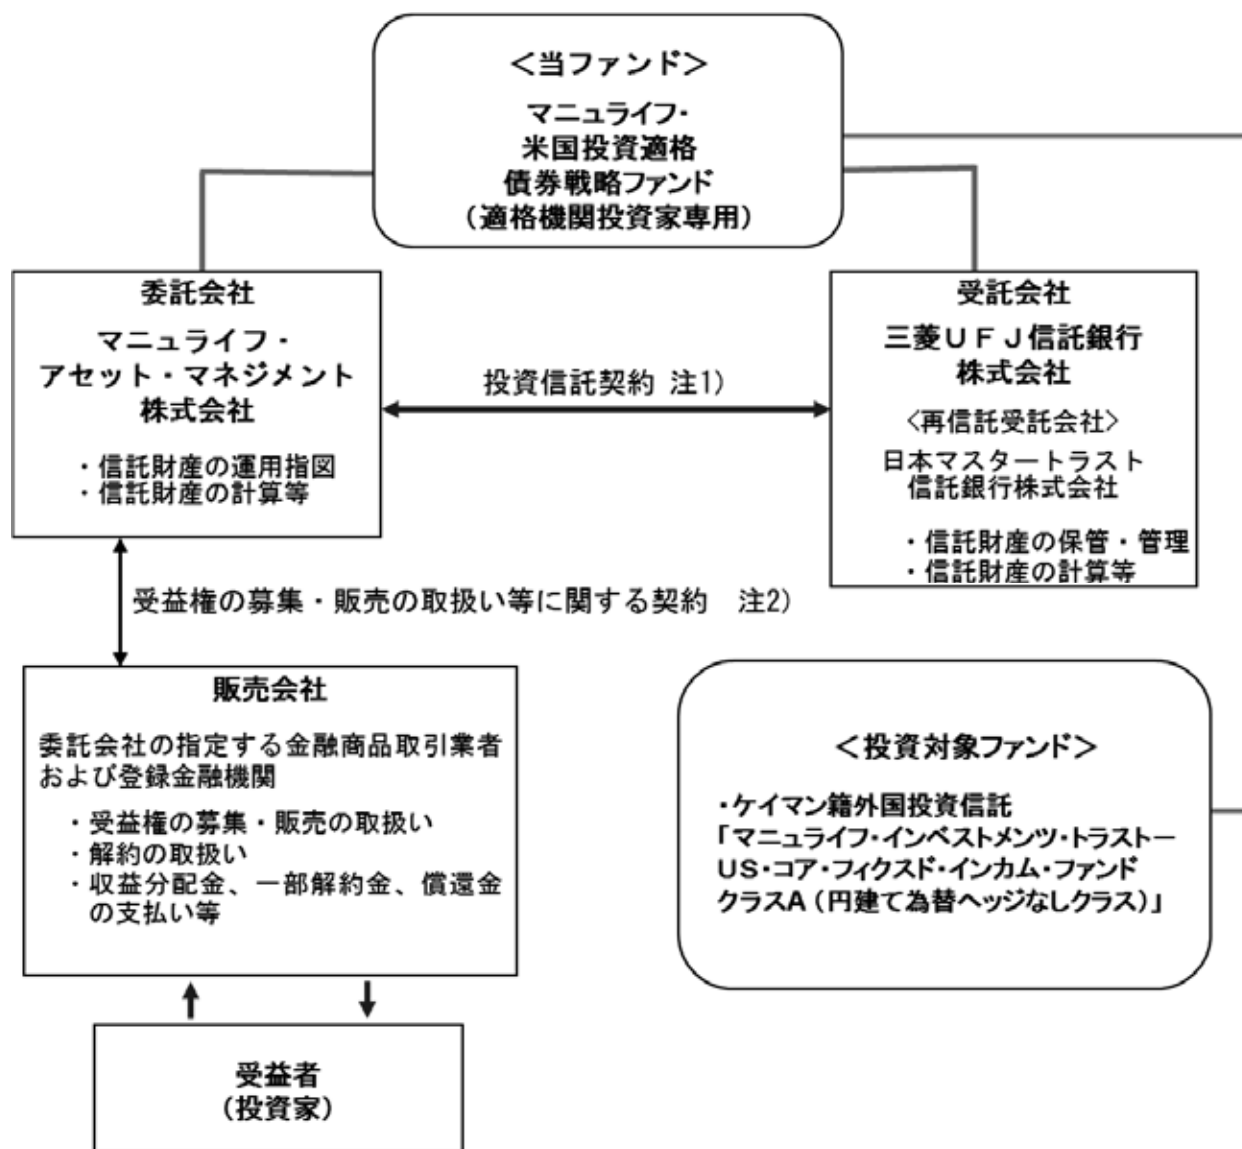 ＜当ファンド＞
マニュライフ・
米国投資適格
債券戦略ファンド
（適格機関投資家専用）
委託会社
マニュライフ・
アセット・マネジメント
株式会社
・信託財産の運用指図
・信託財産の計算等
投資信託契約 注1)
受託会社
三菱ＵＦＪ信託銀行
株式会社
〈再信託受託会社〉
日本マスタートラスト
信託銀行株式会社
・信託財産の保管・管理
・信託財産の計算等
受益権の募集・販売の取扱い等に関する契約　注2)
販売会社
委託会社の指定する金融商品取引業者
および登録金融機関
・受益権の募集・販売の取扱い
・解約の取扱い
・収益分配金、一部解約金、償還金
の支払い等
＜投資対象ファンド＞
・ケイマン籍外国投資信託
「マニュライフ・インベストメンツ・トラストー
US・コア・フィクスド・インカム・ファンド
クラスA（円建て為替ヘッジなしクラス）」
受益者
（投資家）